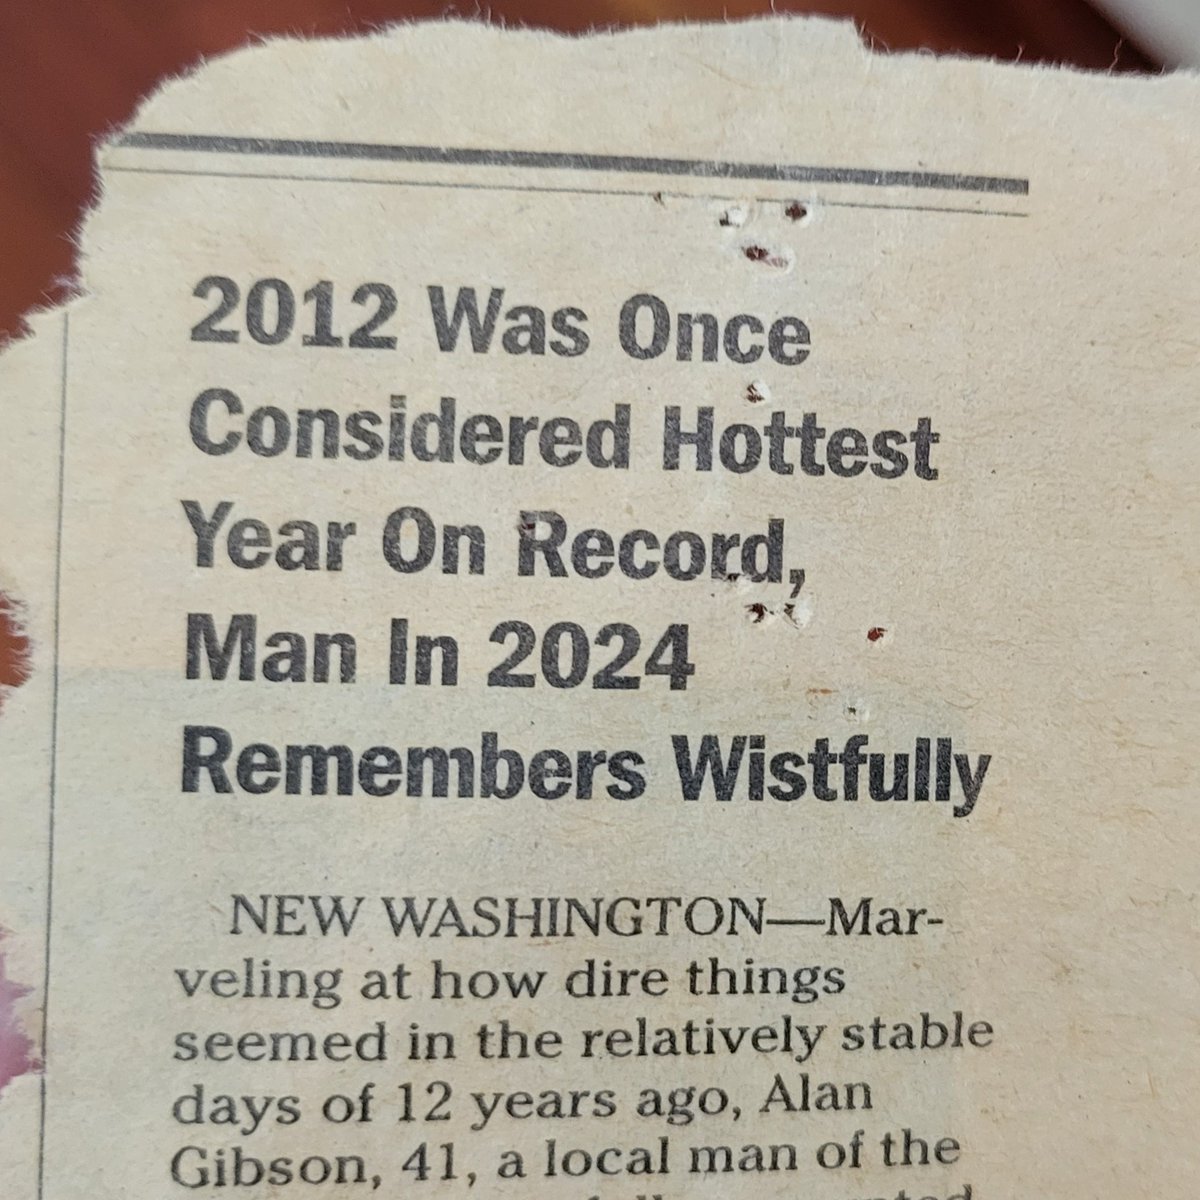 2012 Was Once
Considered Hottest
Year On Record,
Man In 2024
Remembers Wistfully
NEW WASHINGTON—Mar-
veling at how dire things
seemed in the relatively stable
days of 12 years ago, Alan
Gibson, 41, a local man of the